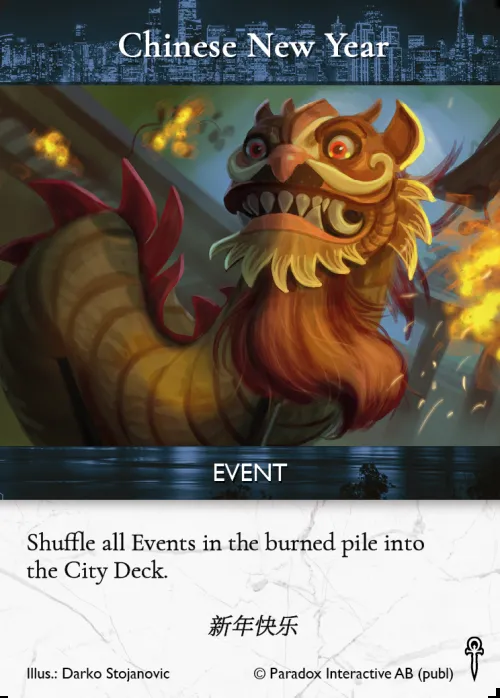 Chinese New Year
EVENT
Shuffle all Events in the burned pile into
the City Deck.
新年快乐
Illus.: Darko Stojanovic
© Paradox Interactive AB (publ)